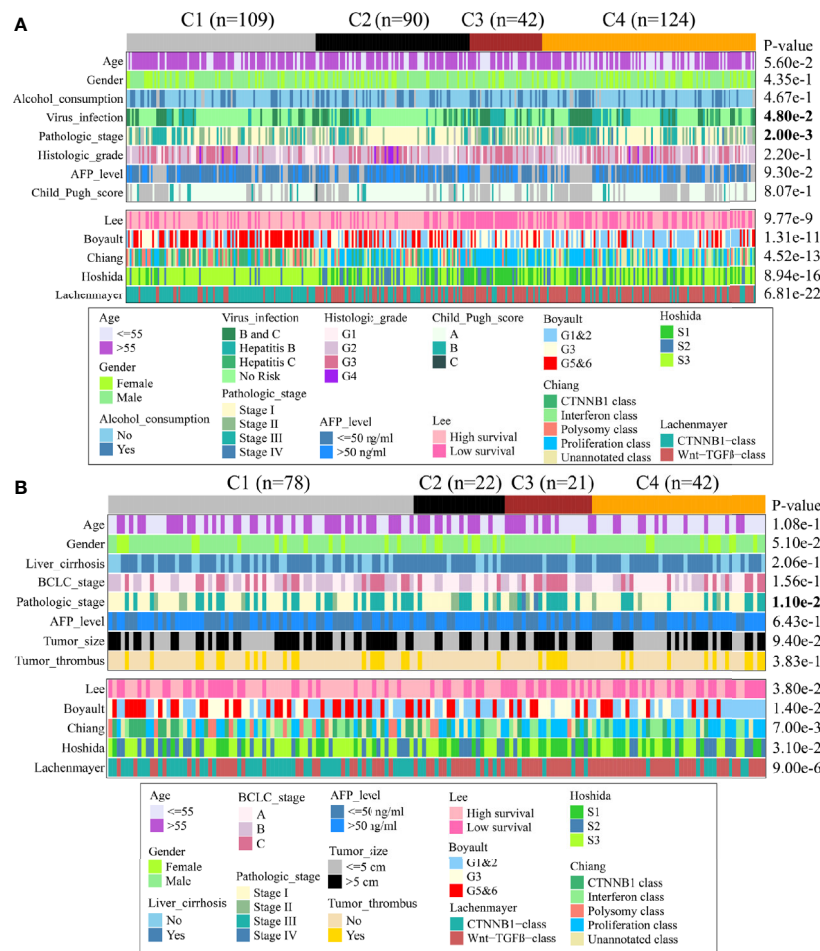 A
C1 (n=109) C2 (n=90) C3 (n=42) C4 (n=124)
P-value
Age 5.60e-2
Gender 4.35e-1
Alcohol_consumption 4.67e-1
Virus_infection 4.80e-2
Pathologic_stage 2.00e-3
Histologic_grade 2.20e-1
AFP_level 9.30e-2
Child_Pugh_score 8.07e-1
Lee 9.77e-9
Boyault 1.31e-11
Chiang 4.52e-13
Hoshida 8.94e-16
Lachenmayer 6.81e-22
Age
<=55
>55
Gender
Female
Male
Alcohol_consumption
No
Yes
Virus_infection
B and C
Hepatitis B
Hepatitis C
No Risk
Pathologic_stage
Stage I
Stage II
Stage III
Stage IV
Histologic_grade
G1
G2
G3
G4
AFP_level
<=50 ng/ml
>50 ng/ml
Child_Pugh_score
A
B
C
Lee
High survival
Low survival
Boyault
G1&2
G3
G5&6
Chiang
CTNNB1 class
Interferon class
Polysomy class
Proliferation class
Unannotated class
Hoshida
S1
S2
S3
Lachenmayer
CTNNB1-class
Wnt-TGFß-class
B
C1 (n=78) C2 (n=22) C3 (n=21) C4 (n=42)
P-value
Age 1.08e-1
Gender 5.10e-2
Liver_cirrhosis 2.06e-1
BCLC_stage 1.56e-1
Pathologic_stage 1.10e-2
AFP_level 6.43e-1
Tumor_size 9.40e-2
Tumor_thrombus 3.83e-1
Lee 3.80e-2
Boyault 1.40e-2
Chiang 7.00e-3
Hoshida 3.10e-2
Lachenmayer 9.00e-6
Age
<=55
>55
Gender
Female
Male
Liver_cirrhosis
No
Yes
BCLC_stage
A
B
C
Pathologic_stage
Stage I
Stage II
Stage III
Stage IV
AFP_level
<=50 ng/ml
>50 ng/ml
Tumor_size
<=5 cm
>5 cm
Tumor_thrombus
No
Yes
Lee
High survival
Low survival
Boyault
G1&2
G3
G5&6
Lachenmayer
CTNNB1-class
Wnt-TGFß-class
Hoshida
S1
S2
S3
Chiang
CTNNB1 class
Interferon class
Polysomy class
Proliferation class
Unannotated class